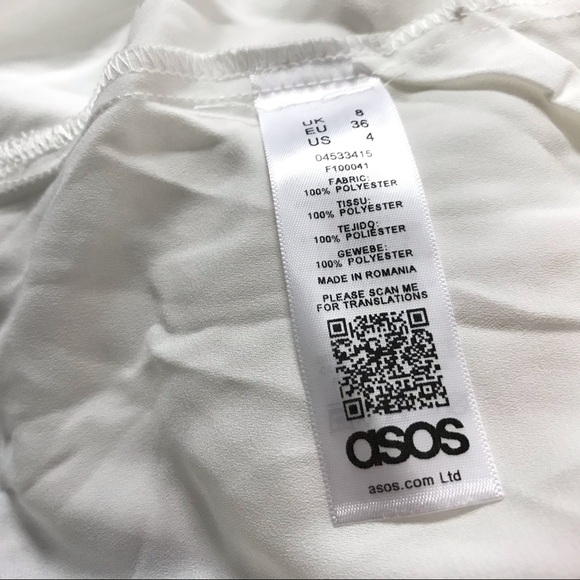 UK 8
EU 36
US 4
04533415
F100041
FABRIC:
100% POLYESTER
TISSU:
100% POLYESTER
TEJIDO:
100% POLIÉSTER
GEWEBE:
100% POLYESTER
MADE IN ROMANIA
PLEASE SCAN ME
FOR TRANSLATIONS
asos
asos.com Ltd